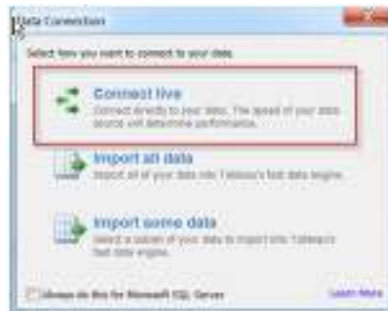 Data Connection
Select how you want to connect to your data.
Connect live
Connect directly to your data. The speed of your data
source will determine performance.
Import all data
Import all of your data into Tableau's fast data engine.
Import some data
Select a subset of your data to import into Tableau's
fast data engine.
Always do this for Microsoft SQL Server
Learn More